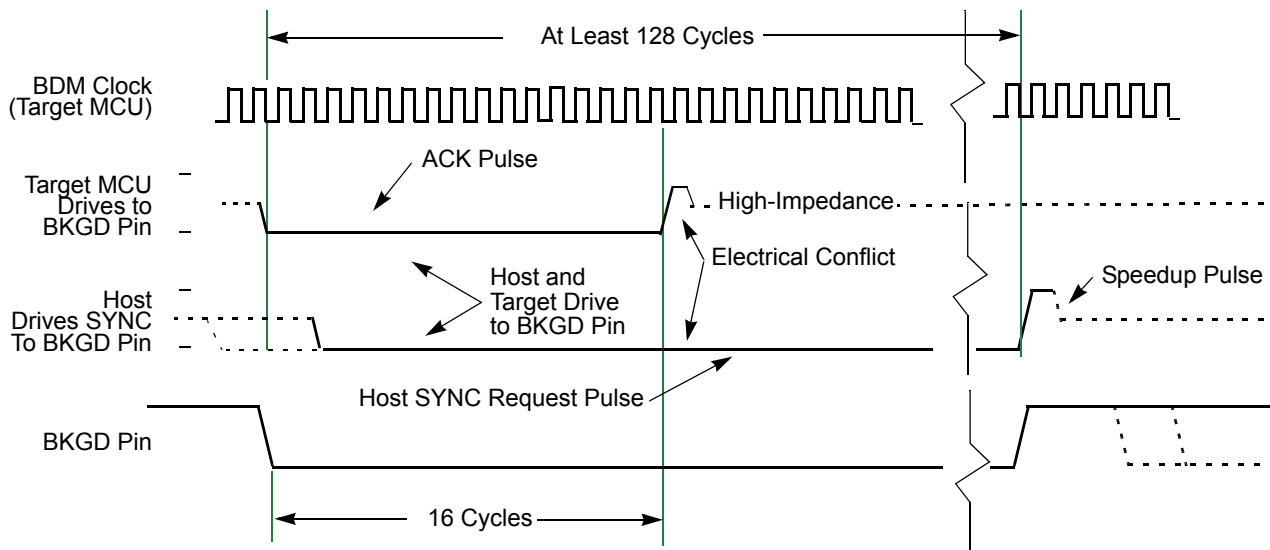 At Least 128 Cycles
BDM Clock
(Target MCU)
ACK Pulse
Target MCU
Drives to
BKGD Pin
High-Impedance
Electrical Conflict
Host and
Target Drive
to BKGD Pin
Speedup Pulse
Host
Drives SYNC
To BKGD Pin
Host SYNC Request Pulse
BKGD Pin
16 Cycles